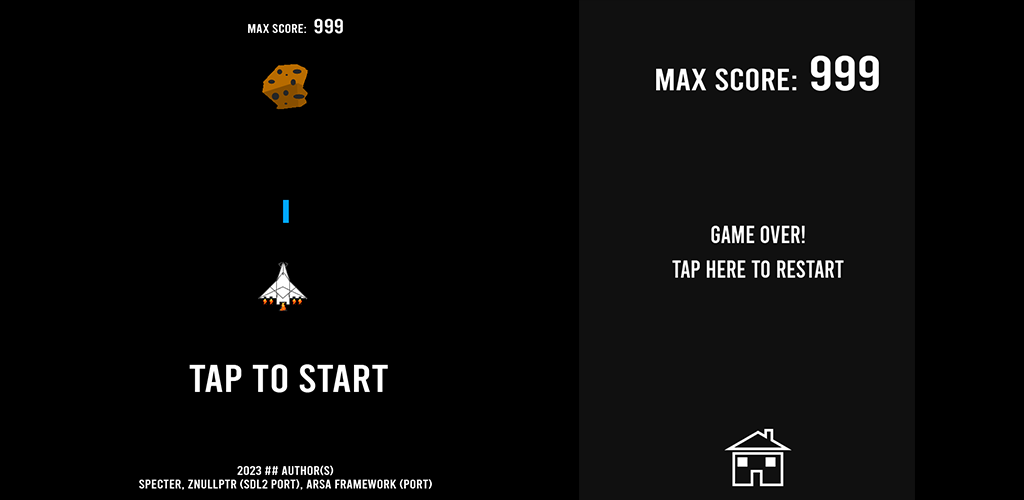 MAX SCORE: 999
TAP TO START
2023 ## AUTHOR(S)
SPECTER, ZNULLPTR (SDL2 PORT), ARSA FRAMEWORK (PORT)
MAX SCORE: 999
GAME OVER!
TAP HERE TO RESTART